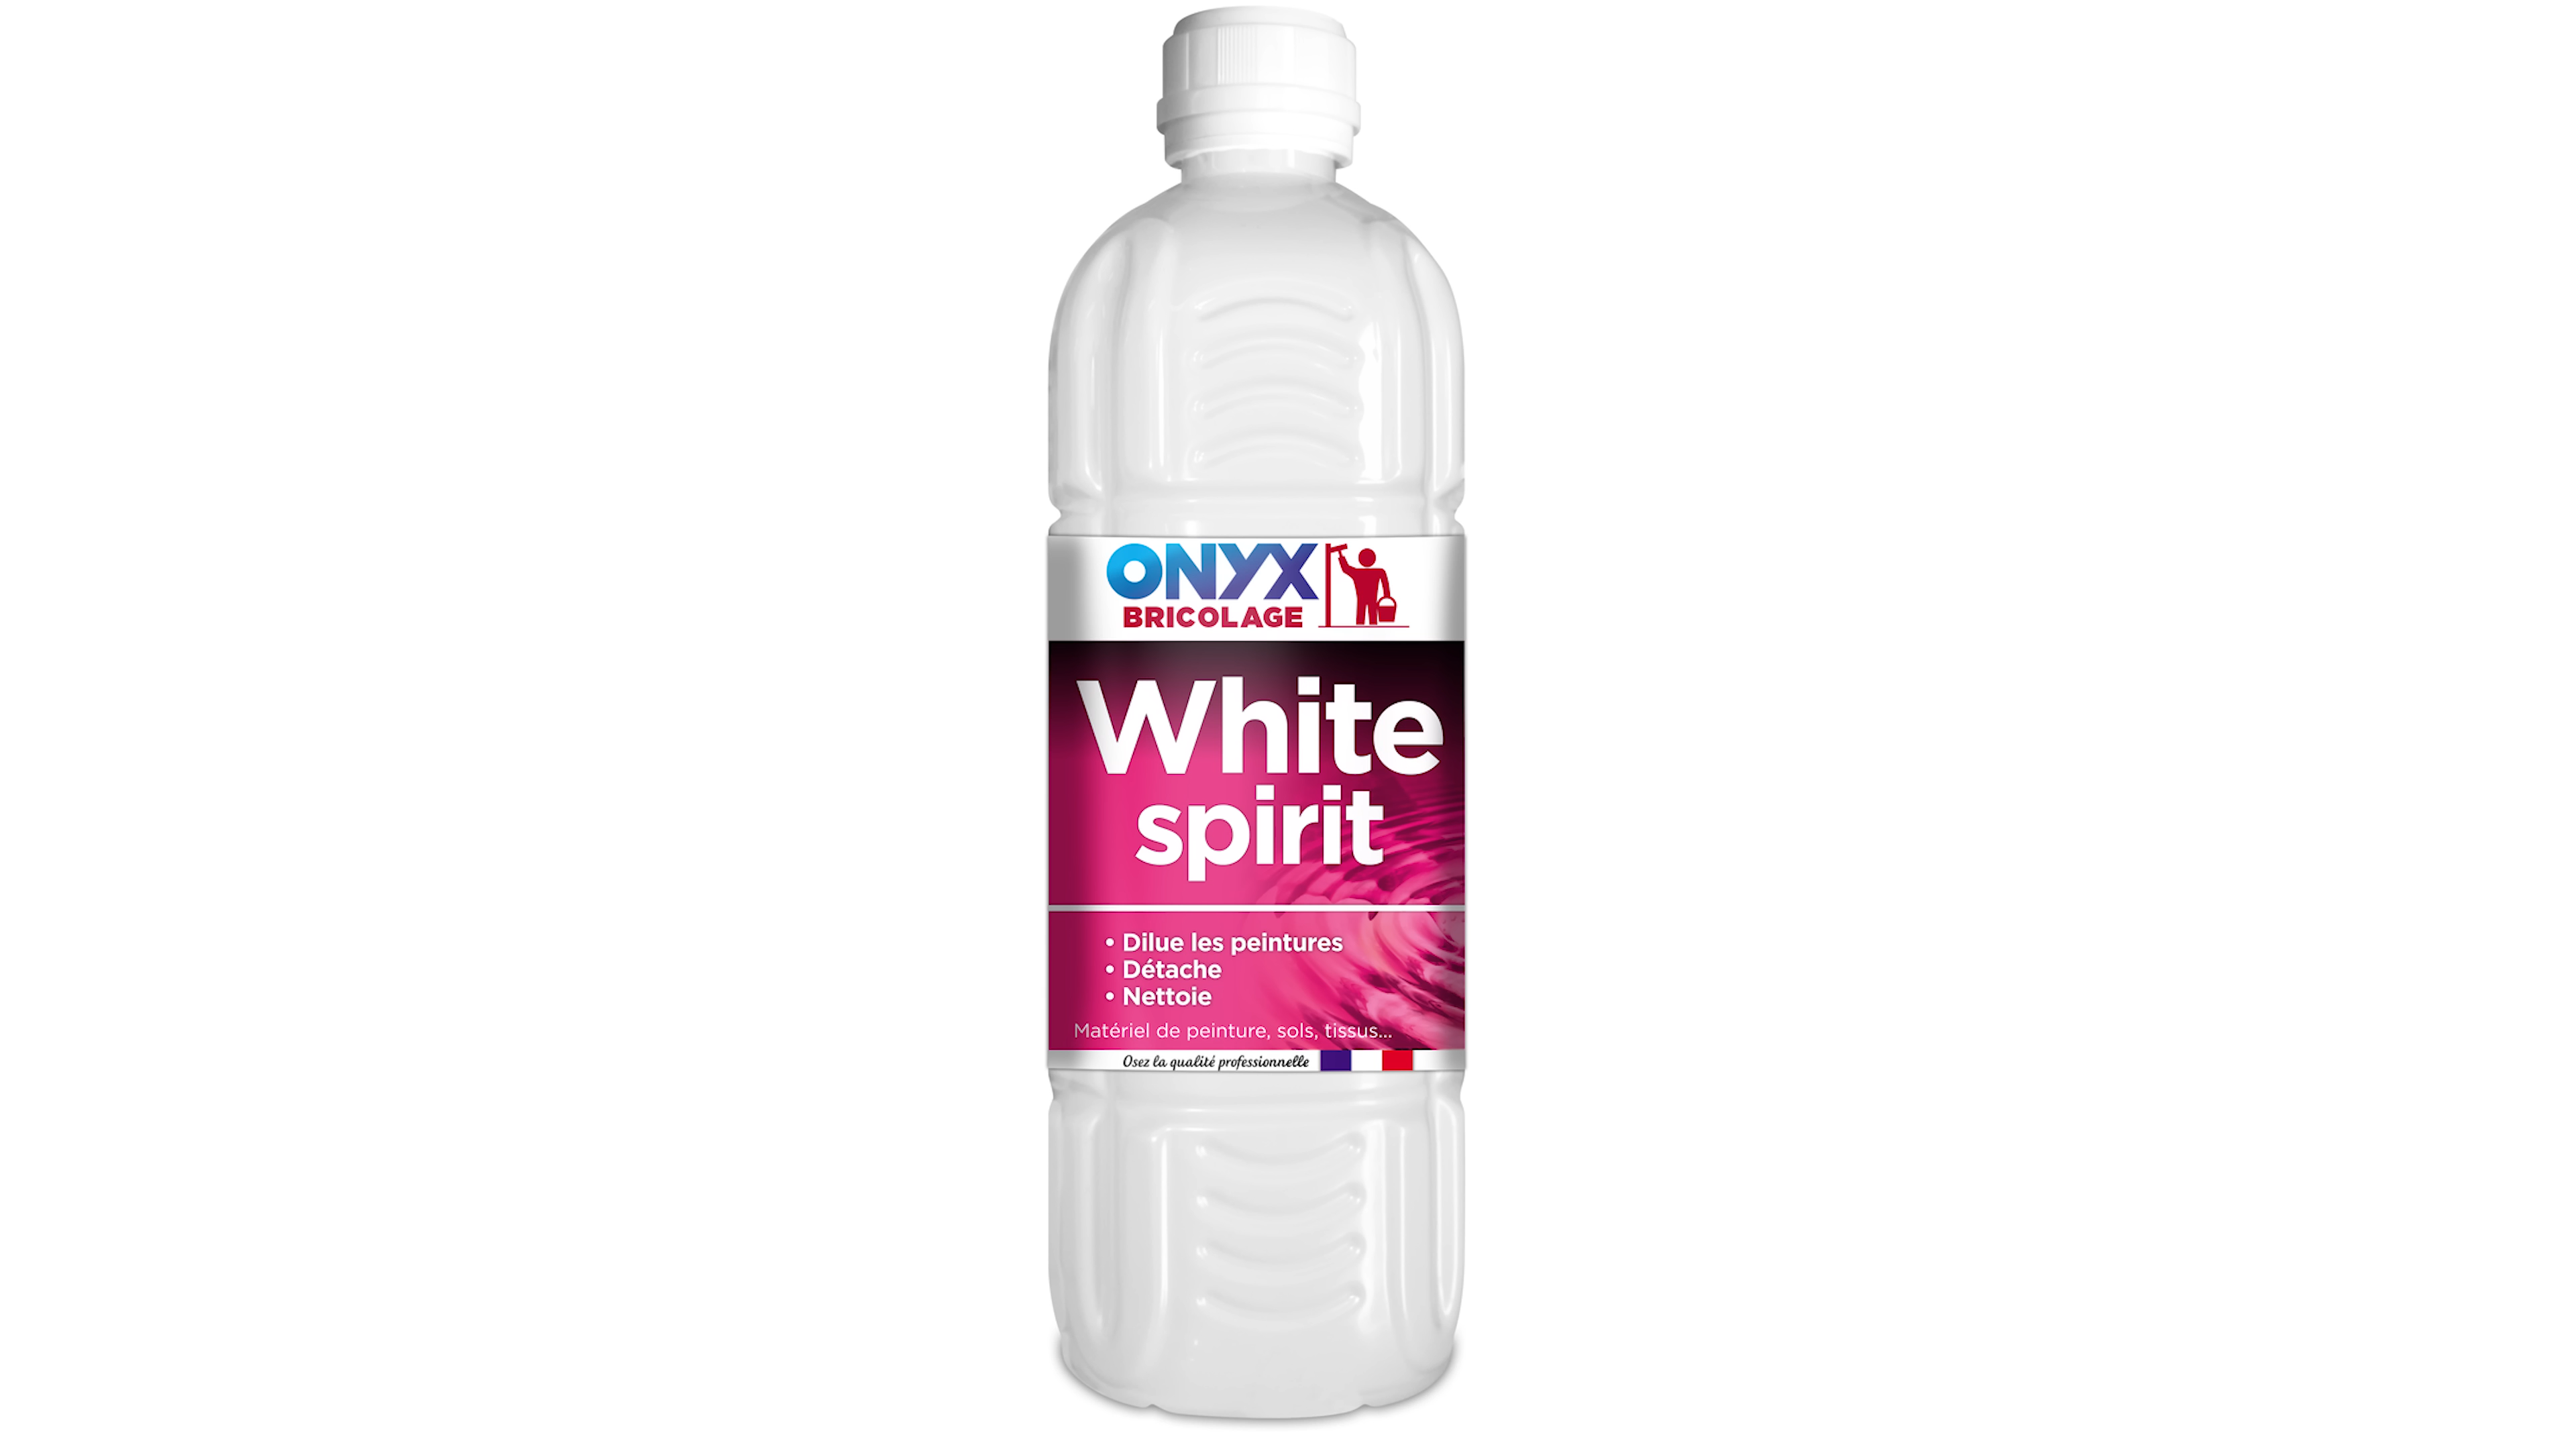 ONYX
BRICOLAGE
White
spirit
• Dilue les peintures
• Détache
• Nettoie
Matériel de peinture, sols, tissus...
Osez la qualité professionnelle